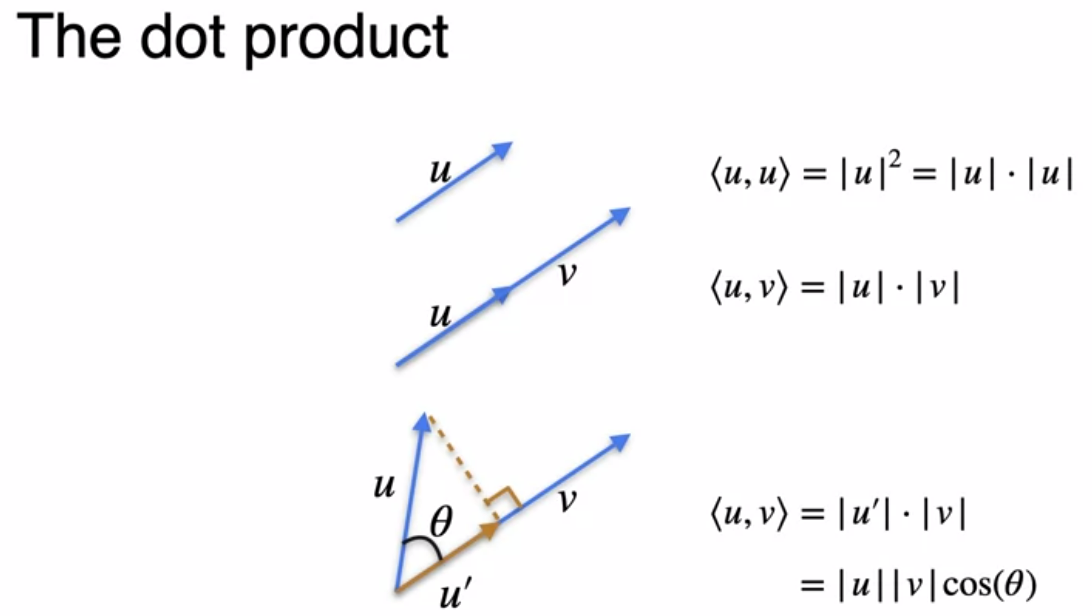 The dot product
u
⟨u, u⟩ = |u|² = |u| · |u|
u
v
⟨u, v⟩ = |u| · |v|
u
θ
u′
v
⟨u, v⟩ = |u′| · |v|
= |u||v|cos(θ)